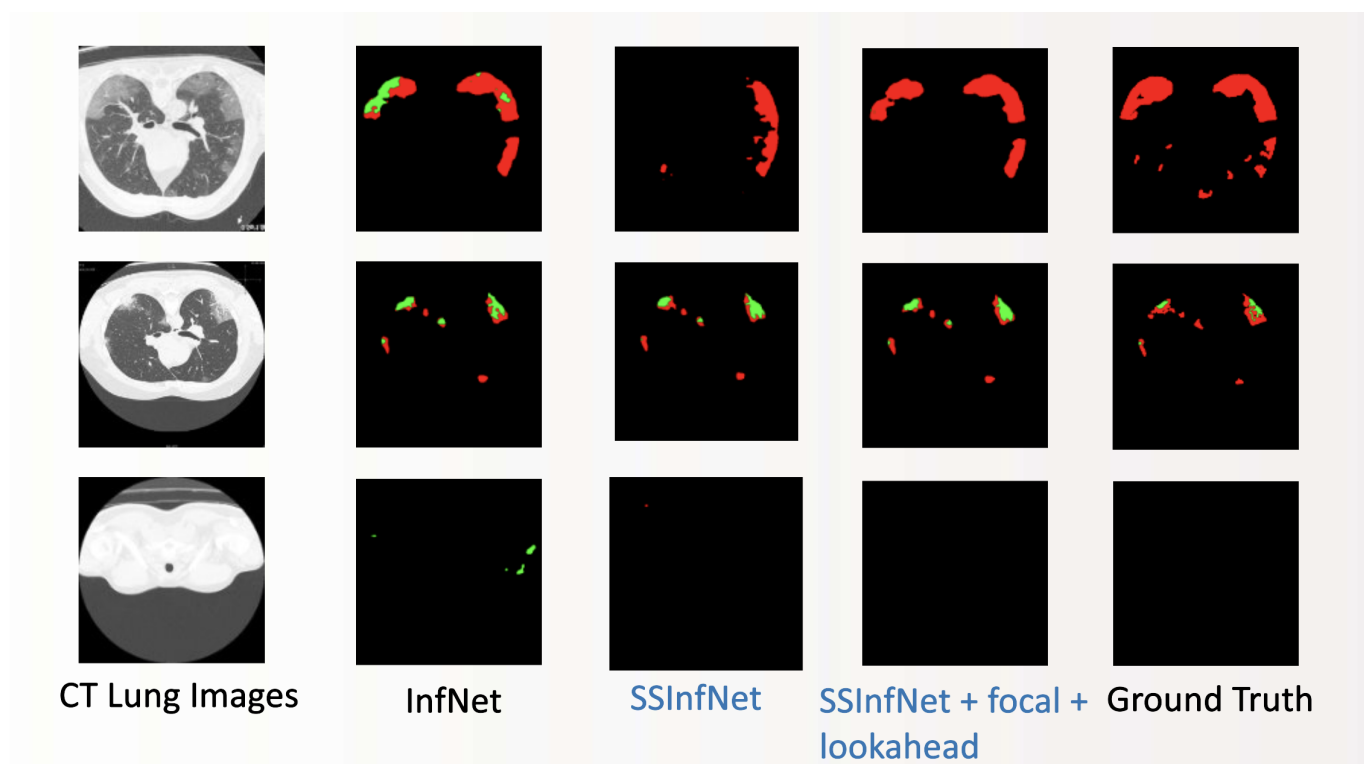 CT Lung Images
InfNet
SSInfNet
SSInfNet + focal +
lookahead
Ground Truth